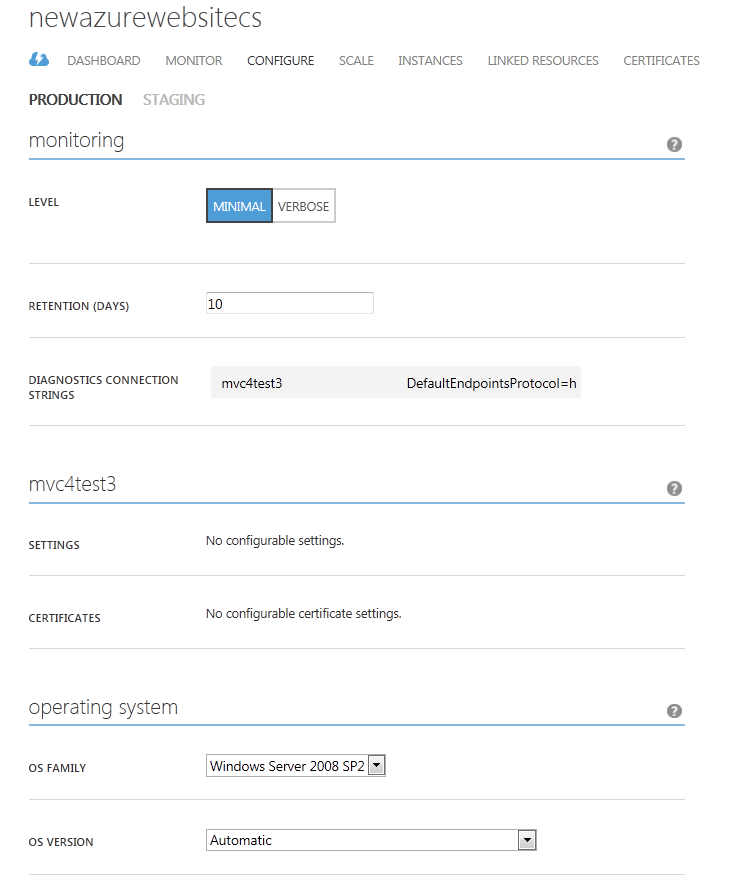 newazurewebsitecs
DASHBOARD MONITOR CONFIGURE SCALE INSTANCES LINKED RESOURCES CERTIFICATES
PRODUCTION STAGING
monitoring ?
LEVEL MINIMAL VERBOSE
RETENTION (DAYS) 10
DIAGNOSTICS CONNECTION
STRINGS mvc4test3 DefaultEndpointsProtocol=h
mvc4test3 ?
SETTINGS No configurable settings.
CERTIFICATES No configurable certificate settings.
operating system ?
OS FAMILY Windows Server 2008 SP2
OS VERSION Automatic